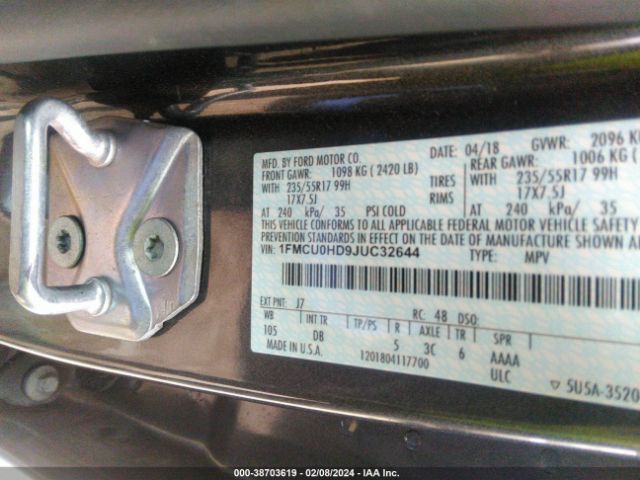 MFD. BY FORD MOTOR CO.
DATE: 04/18 GVWR: 2096 KG
FRONT GAWR: 1098 KG ( 2420 LB) REAR GAWR: 1006 KG (
WITH 235/55R17 99H TIRES WITH 235/55R17 99H
17X7.5J RIMS 17X7.5J
AT 240 kPa/ 35 PSI COLD AT 240 kPa/ 35
THIS VEHICLE CONFORMS TO ALL APPLICABLE FEDERAL MOTOR VEHICLE SAFETY
PREVENTION STANDARDS IN EFFECT ON THE DATE OF MANUFACTURE SHOWN A
VIN: 1FMCU0HD9JUC32644 TYPE: MPV
EXT PNT: J7 RC: 48 DSO:
WB INT TR TP/PS R AXLE TR SPR
105 DB 5 3C 6 AAAA
MADE IN U.S.A. 1201804117700 ULC
5USA-3520
000-38703619 - 02/08/2024 - IAA Inc.